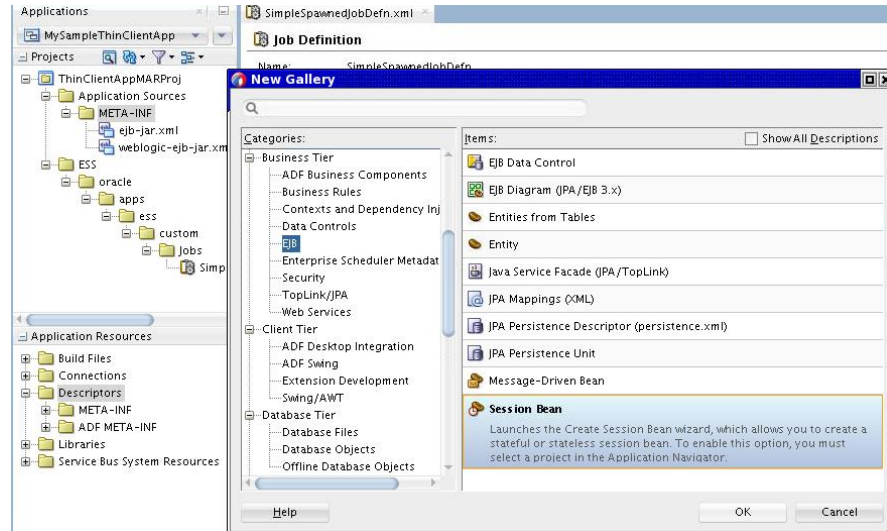 Applications
MySampleThinClientApp
Projects
ThinClientAppMARProj
Application Sources
META-INF
ejb-jar.xml
weblogic-ejb-jar.xm
ESS
oracle
apps
ess
custom
Jobs
Simp
Application Resources
Build Files
Connections
Descriptors
META-INF
ADF META-INF
Libraries
Service Bus System Resources
SimpleSpawnedJobDefn.xml
Job Definition
Name: SimpleSpawnedJobDefn
New Gallery
Categories:
Business Tier
ADF Business Components
Business Rules
Contexts and Dependency Inj
Data Controls
EJB
Enterprise Scheduler Metadat
Security
TopLink/JPA
Web Services
Client Tier
ADF Desktop Integration
ADF Swing
Extension Development
Swing/AWT
Database Tier
Database Files
Database Objects
Offline Database Objects
Items:
Show All Descriptions
EJB Data Control
EJB Diagram (JPA/EJB 3.x)
Entities from Tables
Entity
Java Service Facade (JPA/TopLink)
JPA Mappings (XML)
JPA Persistence Descriptor (persistence.xml)
JPA Persistence Unit
Message-Driven Bean
Session Bean
Launches the Create Session Bean wizard, which allows you to create a
stateful or stateless session bean. To enable this option, you must
select a project in the Application Navigator.
Help
OK
Cancel